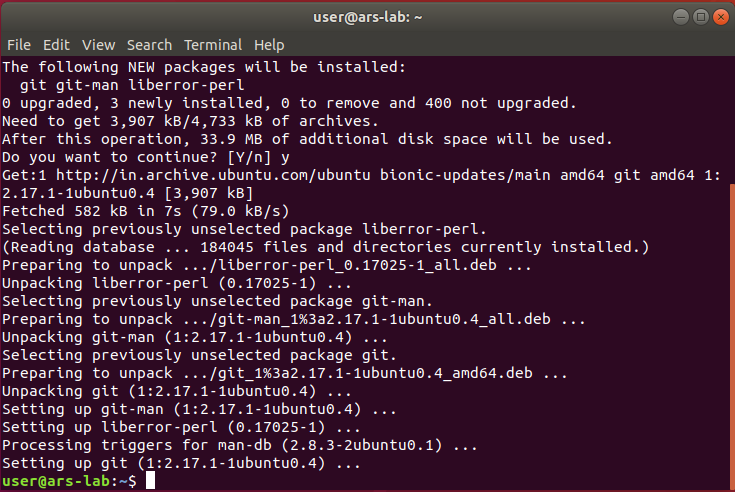 user@ars-lab: ~
File Edit View Search Terminal Help
The following NEW packages will be installed:
  git git-man liberror-perl
0 upgraded, 3 newly installed, 0 to remove and 400 not upgraded.
Need to get 3,907 kB/4,733 kB of archives.
After this operation, 33.9 MB of additional disk space will be used.
Do you want to continue? [Y/n] y
Get:1 http://in.archive.ubuntu.com/ubuntu bionic-updates/main amd64 git amd64 1:
2.17.1-1ubuntu0.4 [3,907 kB]
Fetched 582 kB in 7s (79.0 kB/s)
Selecting previously unselected package liberror-perl.
(Reading database ... 184045 files and directories currently installed.)
Preparing to unpack .../liberror-perl_0.17025-1_all.deb ...
Unpacking liberror-perl (0.17025-1) ...
Selecting previously unselected package git-man.
Preparing to unpack .../git-man_1%3a2.17.1-1ubuntu0.4_all.deb ...
Unpacking git-man (1:2.17.1-1ubuntu0.4) ...
Selecting previously unselected package git.
Preparing to unpack .../git_1%3a2.17.1-1ubuntu0.4_amd64.deb ...
Unpacking git (1:2.17.1-1ubuntu0.4) ...
Setting up git-man (1:2.17.1-1ubuntu0.4) ...
Setting up liberror-perl (0.17025-1) ...
Processing triggers for man-db (2.8.3-2ubuntu0.1) ...
Setting up git (1:2.17.1-1ubuntu0.4) ...
user@ars-lab:~$